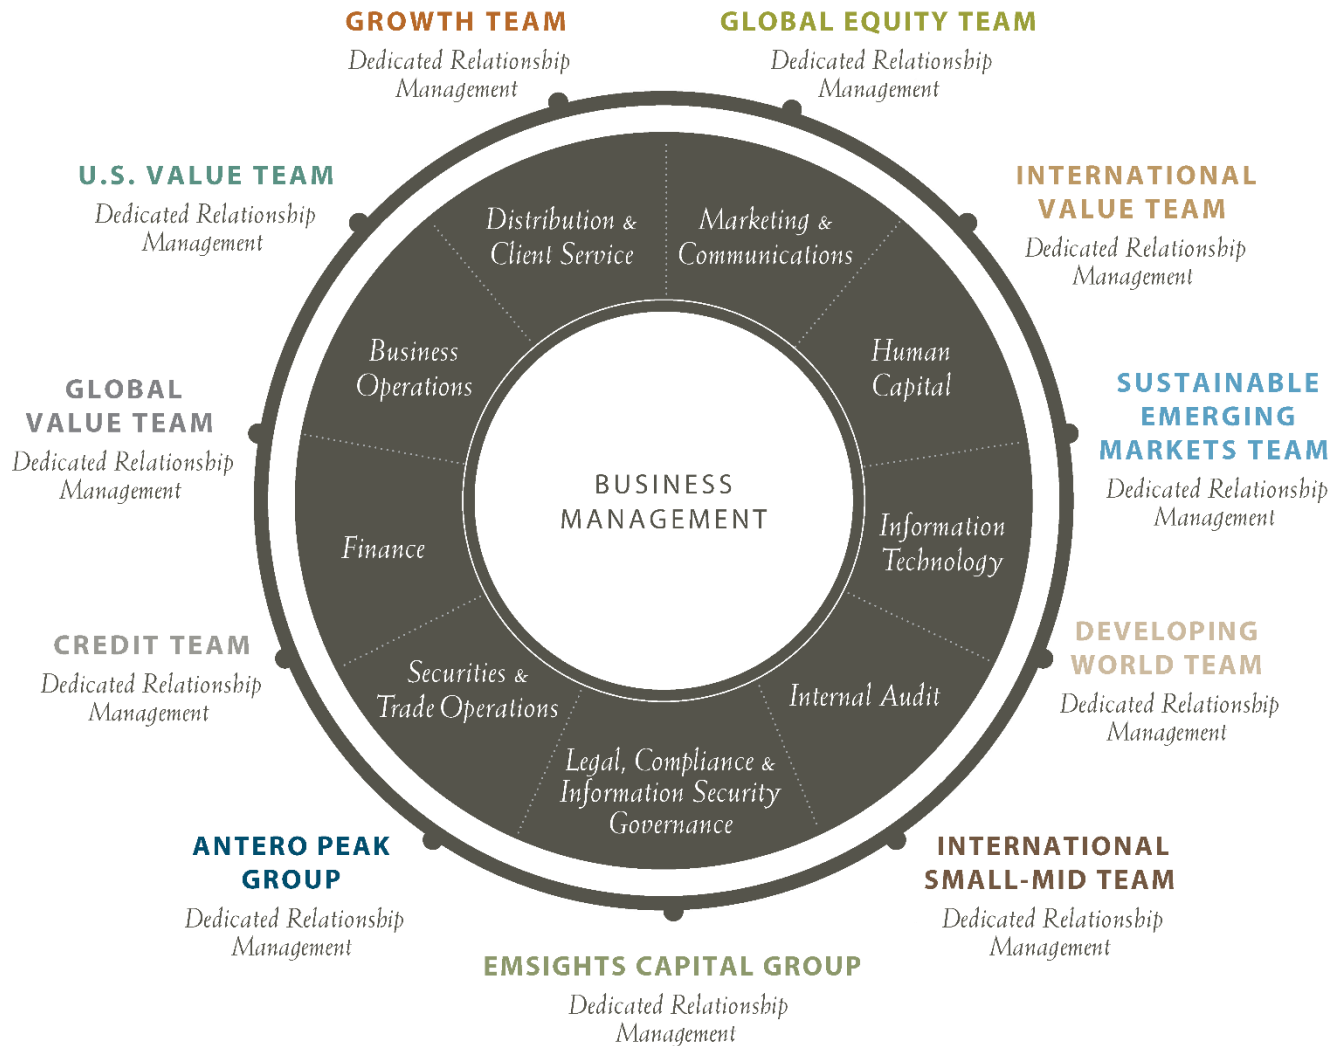 GROWTH TEAM
Dedicated Relationship
Management
GLOBAL EQUITY TEAM
Dedicated Relationship
Management
U.S. VALUE TEAM
Dedicated Relationship
Management
INTERNATIONAL
VALUE TEAM
Dedicated Relationship
Management
GLOBAL
VALUE TEAM
Dedicated Relationship
Management
SUSTAINABLE
EMERGING
MARKETS TEAM
Dedicated Relationship
Management
CREDIT TEAM
Dedicated Relationship
Management
DEVELOPING
WORLD TEAM
Dedicated Relationship
Management
ANTERO PEAK
GROUP
Dedicated Relationship
Management
INTERNATIONAL
SMALL-MID TEAM
Dedicated Relationship
Management
EMSIGHTS CAPITAL GROUP
Dedicated Relationship
Management
Distribution &
Client Service
Marketing &
Communications
Business
Operations
Human
Capital
Finance
Information
Technology
Securities &
Trade Operations
Internal Audit
Legal, Compliance &
Information Security
Governance
BUSINESS
MANAGEMENT